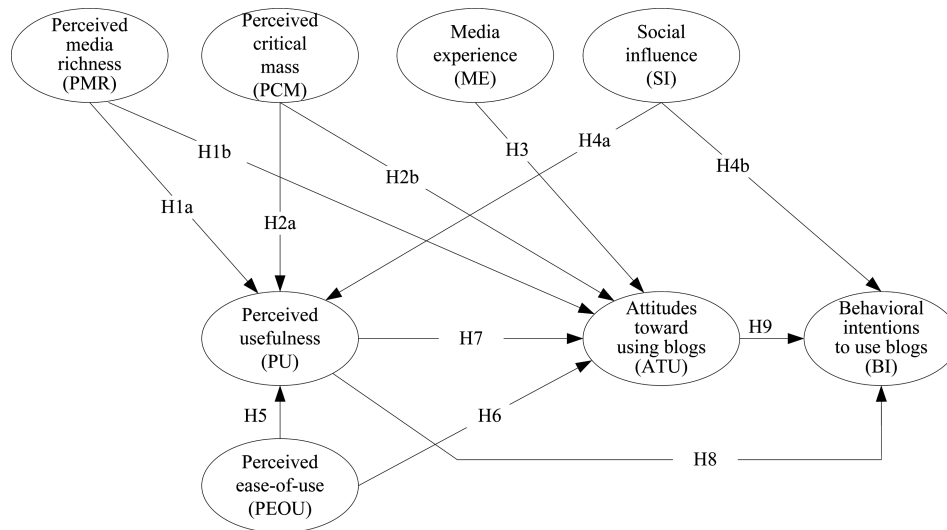 Perceived
media
richness
(PMR)
Perceived
critical
mass
(PCM)
Media
experience
(ME)
Social
influence
(SI)
H1b
H3
H4a
H2b
H4b
H1a
H2a
Perceived
usefulness
(PU)
Attitudes
toward
using blogs
(ATU)
Behavioral
intentions
to use blogs
(BI)
H7
H9
H5
H6
Perceived
ease-of-use
(PEOU)
H8